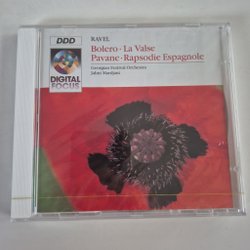 DDD
DIGITAL
FOCUS
RAVEL
Bolero · La Valse
Pavane · Rapsodie Espagnole
Georgian Festival Orchestra
Jahni Mardjani